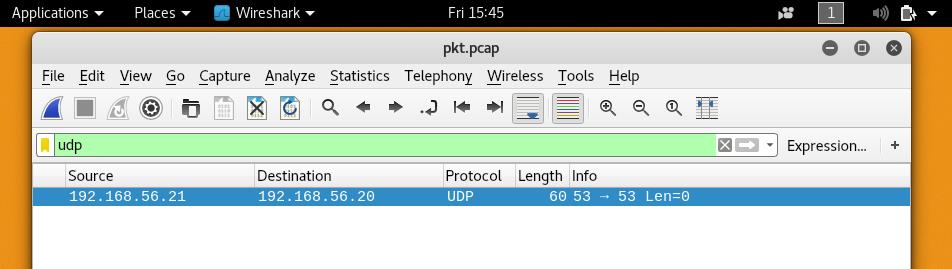 Applications Places Wireshark Fri 15:45 1
pkt.pcap
File Edit View Go Capture Analyze Statistics Telephony Wireless Tools Help
udp Expression... +
Source Destination Protocol Length Info
192.168.56.21 192.168.56.20 UDP 60 53 → 53 Len=0